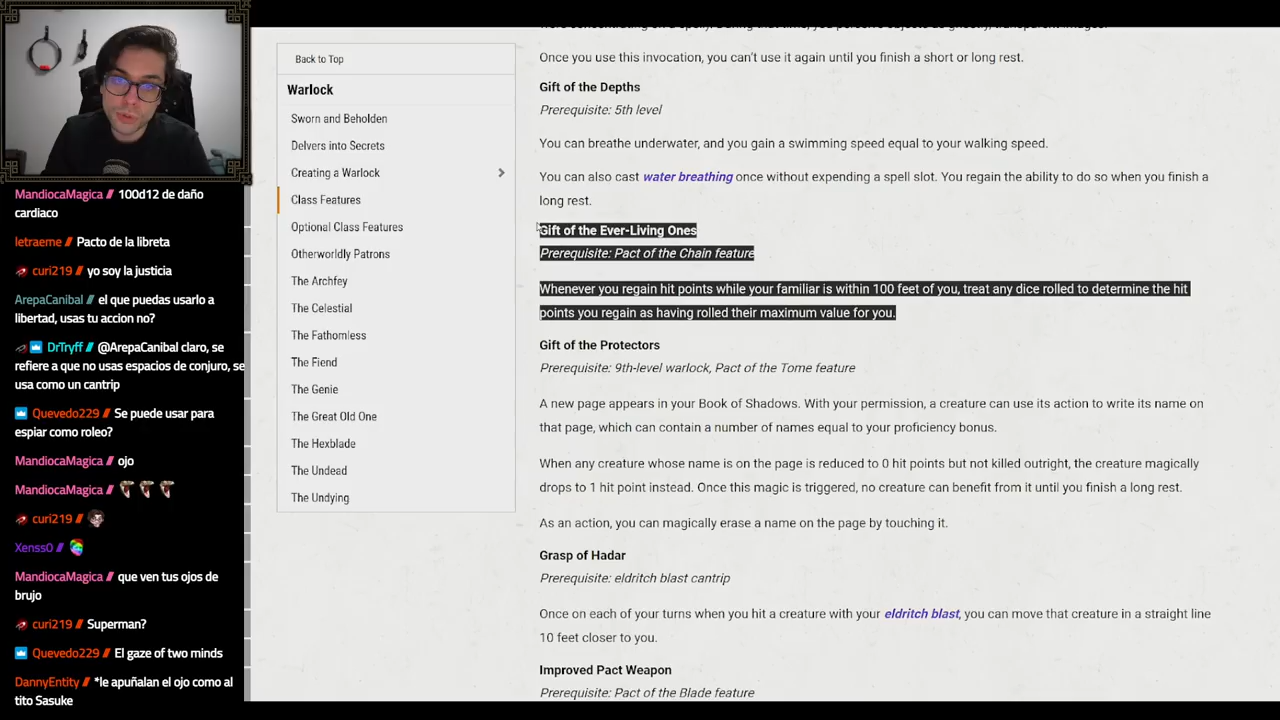 MandiocaMagica // 100d12 de daño
cardiaco
letraeme // Pacto de la libreta
curi219 // yo soy la justicia
ArepaCanibal // el que puedas usarlo a
libertad, usas tu accion no?
DrTryff // @ArepaCanibal claro, se
refiere a que no usas espacios de conjuro, se
usa como un cantrip
Quevedo229 // Se puede usar para
espiar como roleo?
MandiocaMagica // ojo
MandiocaMagica //
curi219 //
Xenss0 //
MandiocaMagica // que ven tus ojos de
brujo
curi219 // Superman?
Quevedo229 // El gaze of two minds
DannyEntity // *le apuñalan el ojo como al
tito Sasuke
Back to Top
Warlock
Sworn and Beholden
Delvers into Secrets
Creating a Warlock
Class Features
Optional Class Features
Otherworldly Patrons
The Archfey
The Celestial
The Fathomless
The Fiend
The Genie
The Great Old One
The Hexblade
The Undead
The Undying
Once you use this invocation, you can't use it again until you finish a short or long rest.
Gift of the Depths
Prerequisite: 5th level
You can breathe underwater, and you gain a swimming speed equal to your walking speed.
You can also cast water breathing once without expending a spell slot. You regain the ability to do so when you finish a
long rest.
Gift of the Ever-Living Ones
Prerequisite: Pact of the Chain feature
Whenever you regain hit points while your familiar is within 100 feet of you, treat any dice rolled to determine the hit
points you regain as having rolled their maximum value for you.
Gift of the Protectors
Prerequisite: 9th-level warlock, Pact of the Tome feature
A new page appears in your Book of Shadows. With your permission, a creature can use its action to write its name on
that page, which can contain a number of names equal to your proficiency bonus.
When any creature whose name is on the page is reduced to 0 hit points but not killed outright, the creature magically
drops to 1 hit point instead. Once this magic is triggered, no creature can benefit from it until you finish a long rest.
As an action, you can magically erase a name on the page by touching it.
Grasp of Hadar
Prerequisite: eldritch blast cantrip
Once on each of your turns when you hit a creature with your eldritch blast, you can move that creature in a straight line
10 feet closer to you.
Improved Pact Weapon
Prerequisite: Pact of the Blade feature